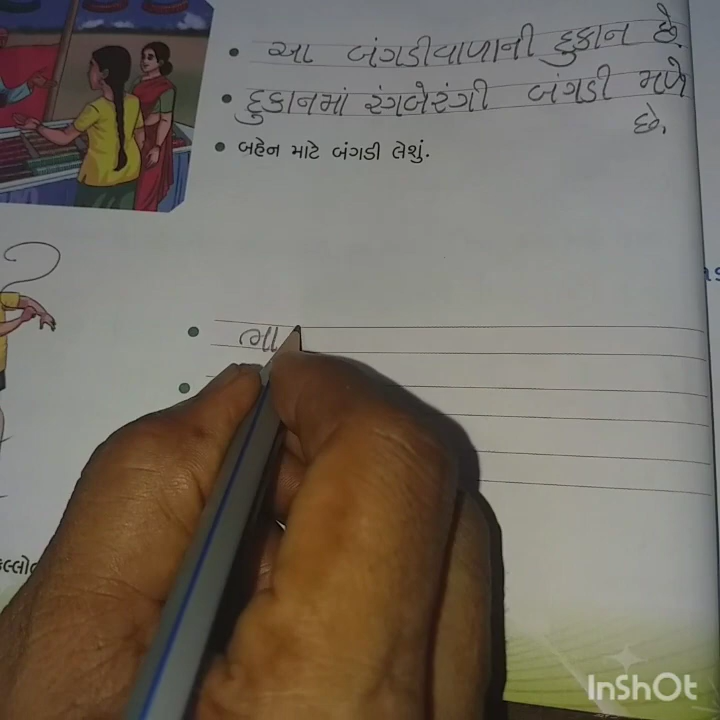 • આ બંગડીવાળાની દુકાન છે.
• દુકાનમાં રંગબેરંગી બંગડી મળે
છે.
• બહેન માટે બંગડી લેશું.
• ભા
InShOt